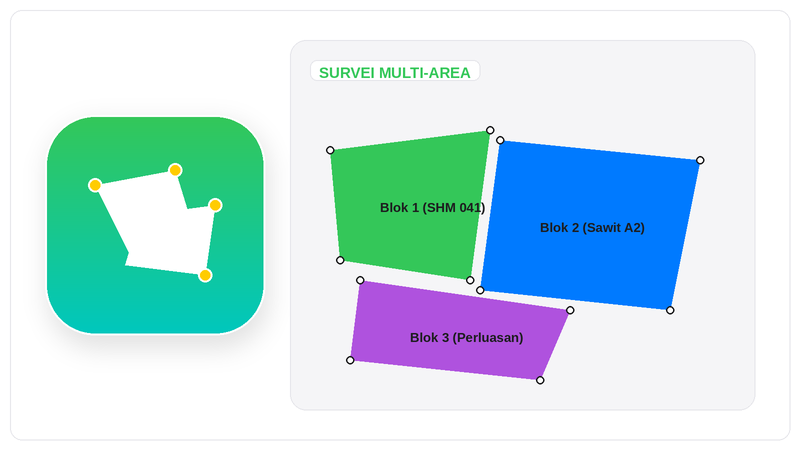 SURVEI MULTI-AREA
Blok 1 (SHM 041)
Blok 2 (Sawit A2)
Blok 3 (Perluasan)